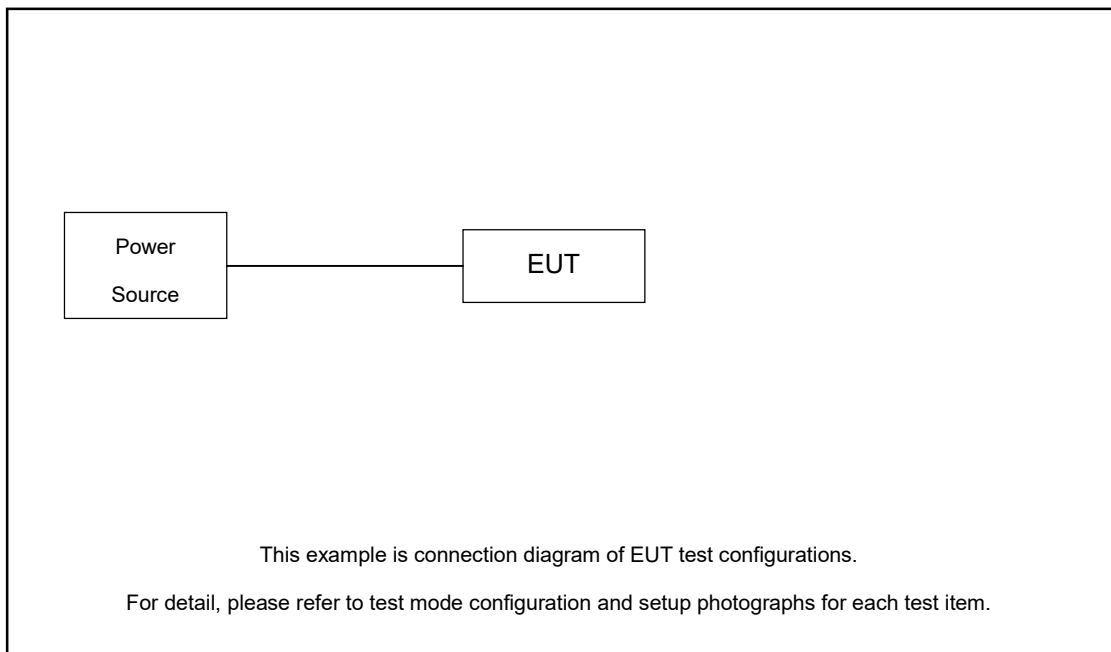 Power
Source
EUT
This example is connection diagram of EUT test configurations.
For detail, please refer to test mode configuration and setup photographs for each test item.